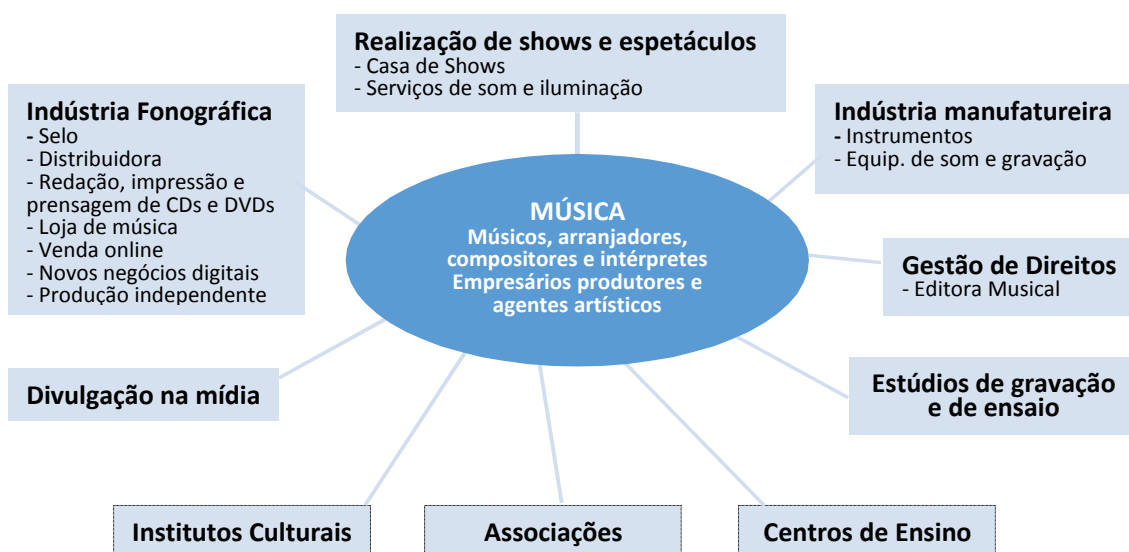 Realização de shows e espetáculos
- Casa de Shows
- Serviços de som e iluminação
Indústria Fonográfica
- Selo
- Distribuidora
- Redação, impressão e
prensagem de CDs e DVDs
- Loja de música
- Venda online
- Novos negócios digitais
- Produção independente
Indústria manufatureira
- Instrumentos
- Equip. de som e gravação
MÚSICA
Músicos, arranjadores,
compositores e intérpretes
Empresários produtores e
agentes artísticos
Gestão de Direitos
- Editora Musical
Divulgação na mídia
Estúdios de gravação
e de ensaio
Institutos Culturais
Associações
Centros de Ensino